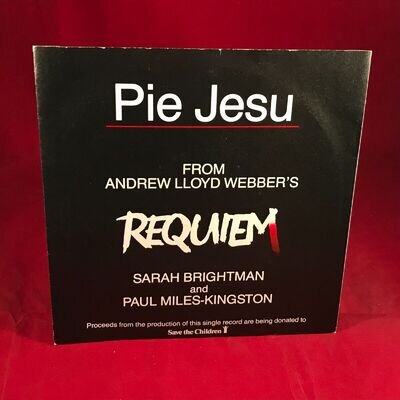 Pie Jesu
FROM
ANDREW LLOYD WEBBER'S
REQUIEM
SARAH BRIGHTMAN
and
PAUL MILES-KINGSTON
Proceeds from the production of this single record are being donated to
Save the Children